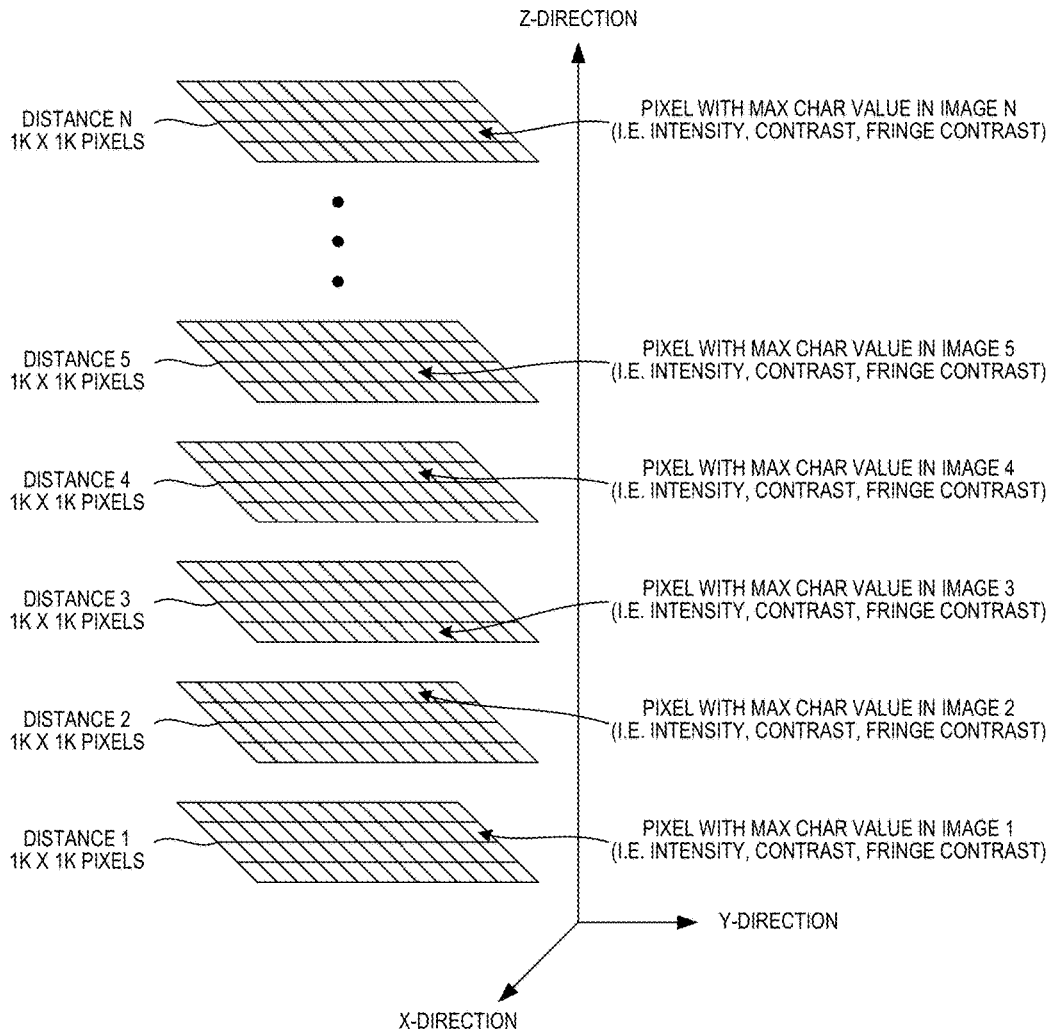 Z-DIRECTION
DISTANCE N
1K X 1K PIXELS
PIXEL WITH MAX CHAR VALUE IN IMAGE N
(I.E. INTENSITY, CONTRAST, FRINGE CONTRAST)
DISTANCE 5
1K X 1K PIXELS
PIXEL WITH MAX CHAR VALUE IN IMAGE 5
(I.E. INTENSITY, CONTRAST, FRINGE CONTRAST)
DISTANCE 4
1K X 1K PIXELS
PIXEL WITH MAX CHAR VALUE IN IMAGE 4
(I.E. INTENSITY, CONTRAST, FRINGE CONTRAST)
DISTANCE 3
1K X 1K PIXELS
PIXEL WITH MAX CHAR VALUE IN IMAGE 3
(I.E. INTENSITY, CONTRAST, FRINGE CONTRAST)
DISTANCE 2
1K X 1K PIXELS
PIXEL WITH MAX CHAR VALUE IN IMAGE 2
(I.E. INTENSITY, CONTRAST, FRINGE CONTRAST)
DISTANCE 1
1K X 1K PIXELS
PIXEL WITH MAX CHAR VALUE IN IMAGE 1
(I.E. INTENSITY, CONTRAST, FRINGE CONTRAST)
Y-DIRECTION
X-DIRECTION